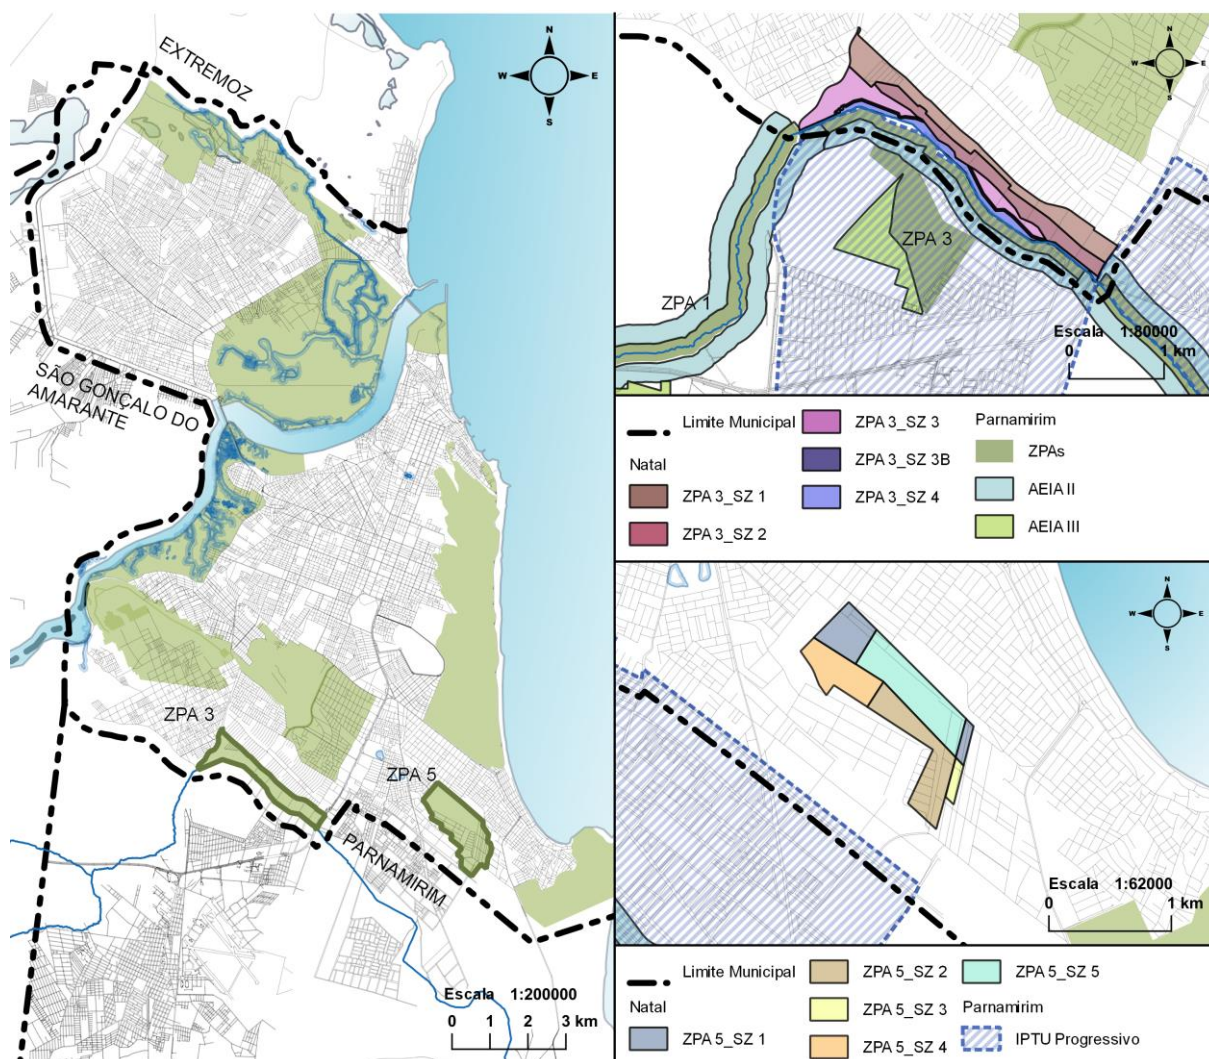 EXTREMOZ
N
W
E
S
SÃO GONÇALO DO
AMARANTE
ZPA 3
ZPA 5
PARNAMIRIM
Escala 1:200000
0 1 2 3 km
N
W
E
S
ZPA 3
ZPA 1
Escala 1:80000
0 1 km
Limite Municipal
Natal
ZPA 3_SZ 1
ZPA 3_SZ 2
ZPA 3_SZ 3
ZPA 3_SZ 3B
ZPA 3_SZ 4
Parnamirim
ZPAs
AEIA II
AEIA III
N
W
E
S
Escala 1:62000
0 1 km
Limite Municipal
Natal
ZPA 5_SZ 1
ZPA 5_SZ 2
ZPA 5_SZ 3
ZPA 5_SZ 4
ZPA 5_SZ 5
Parnamirim
IPTU Progressivo